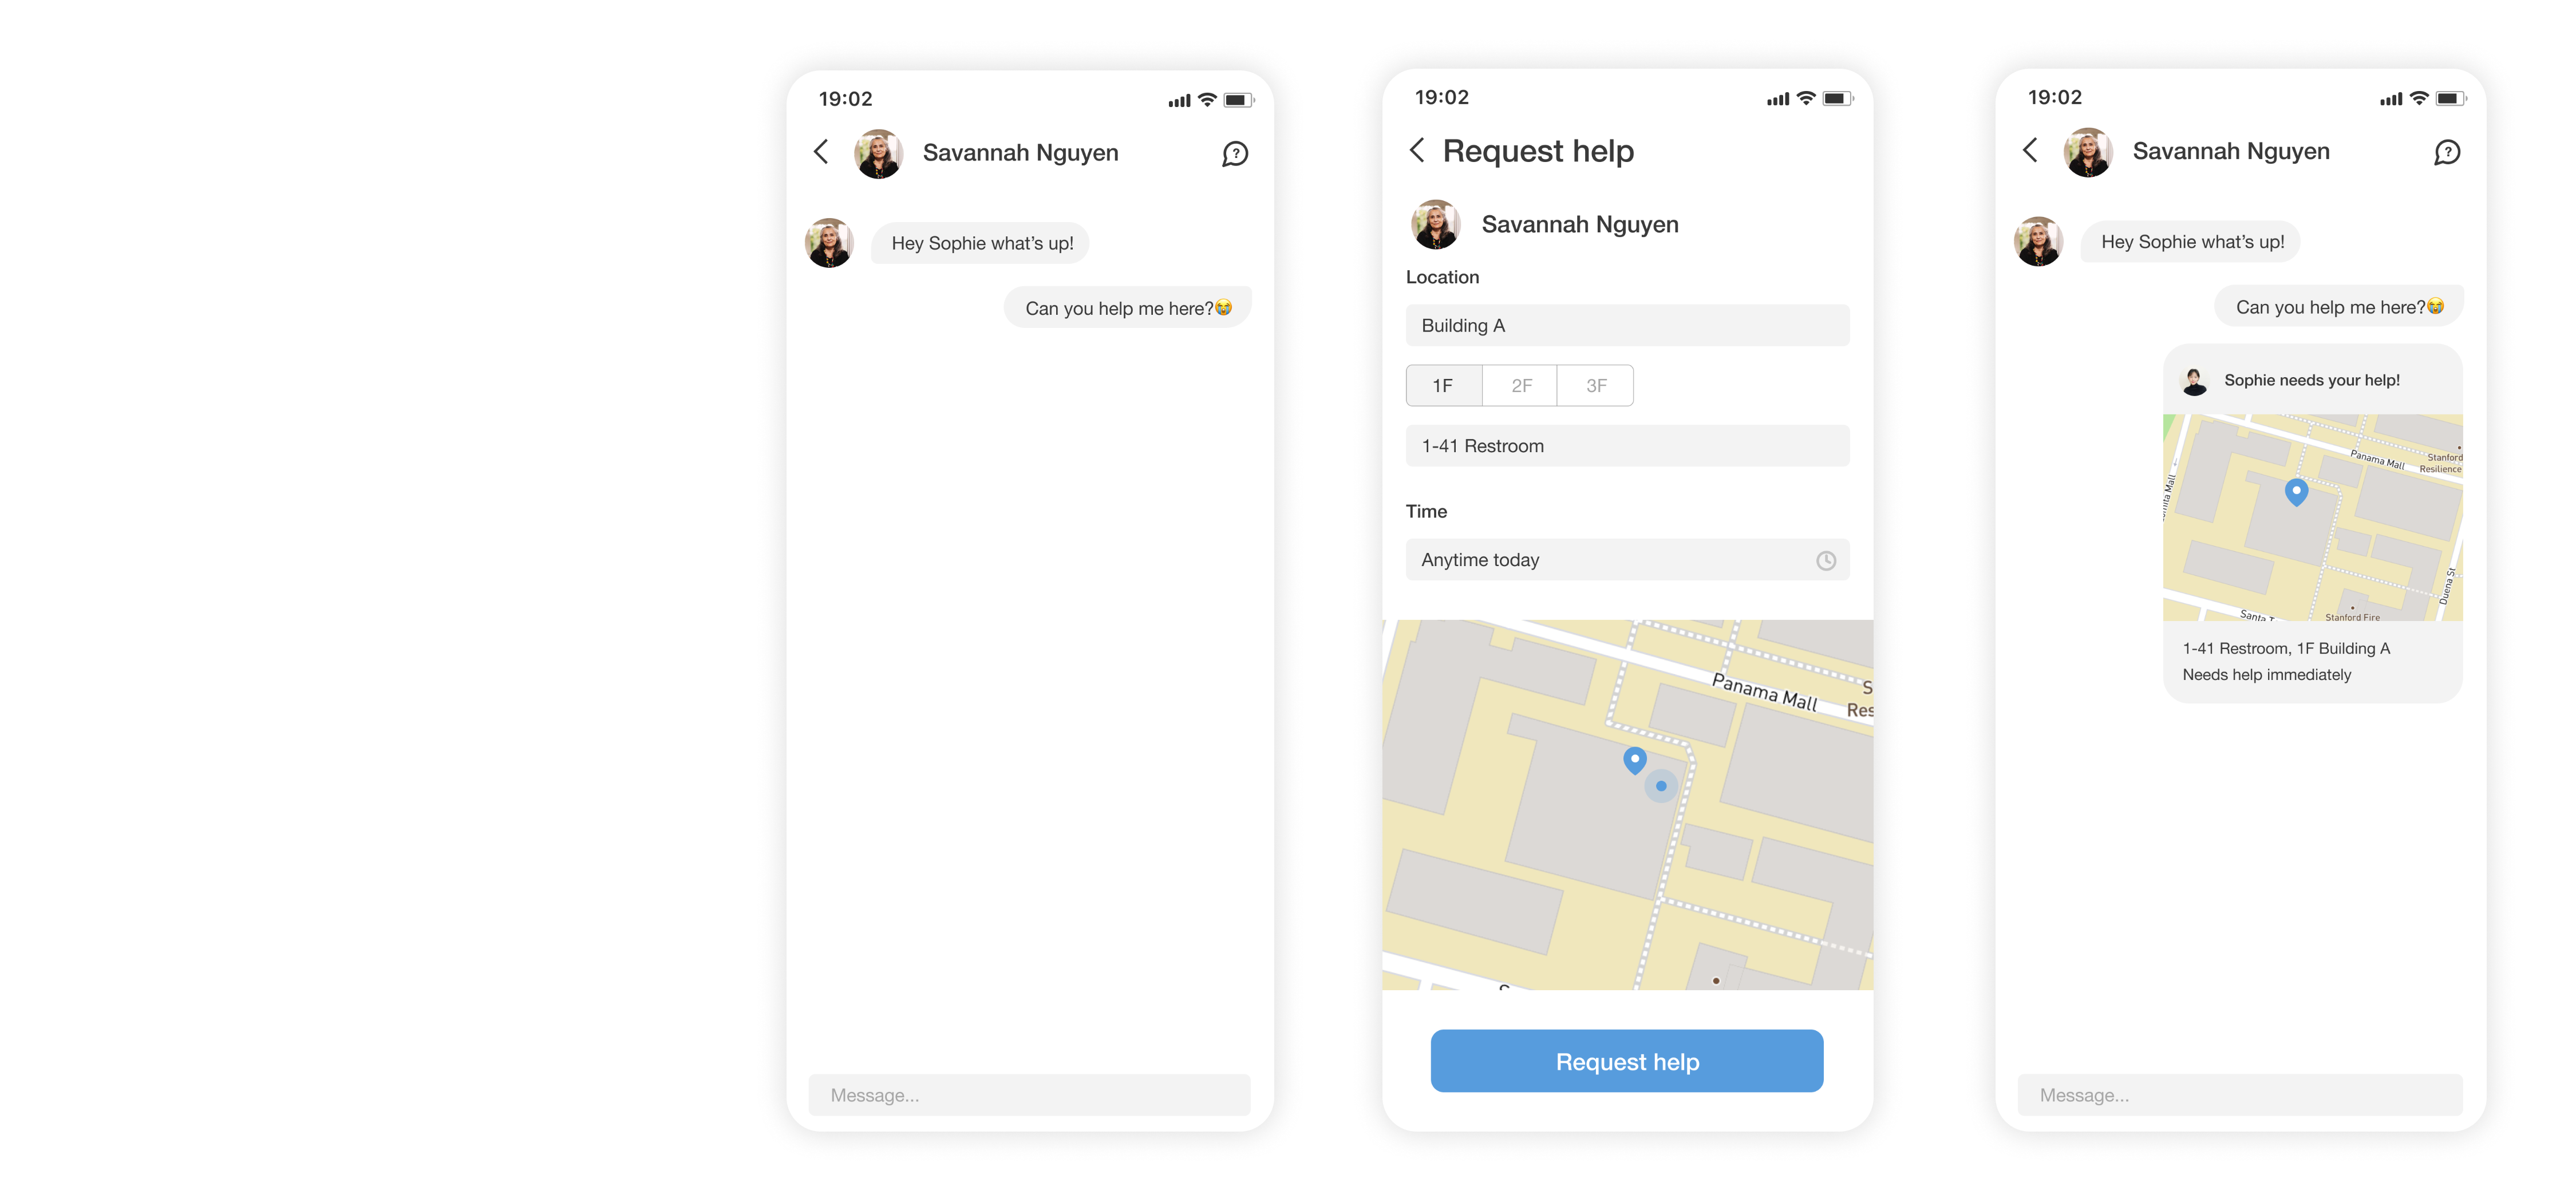 19:02
Savannah Nguyen
Hey Sophie what's up!
Can you help me here?😭
Message...
19:02
Request help
Savannah Nguyen
Location
Building A
1F 2F 3F
1-41 Restroom
Time
Anytime today
Panama Mall
Request help
19:02
Savannah Nguyen
Hey Sophie what's up!
Can you help me here?😭
Sophie needs your help!
Stanford
Resilience
Panama Mall
Mall
Duena St
Santa T
Stanford Fire
1-41 Restroom, 1F Building A
Needs help immediately
Message...